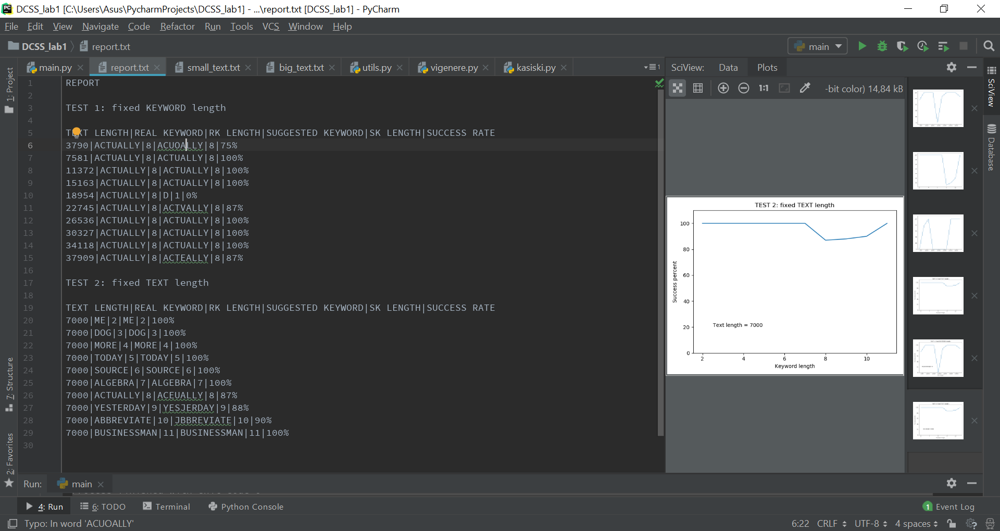 DCSS_lab1 [C:\Users\Asus\PycharmProjects\DCSS_lab1] - ...\report.txt [DCSS_lab1] - PyCharm
File Edit View Navigate Code Refactor Run Tools VCS Window Help
DCSS_lab1 report.txt main
main.py report.txt small_text.txt big_text.txt utils.py vigenere.py kasiski.py 1
SciView: Data Plots
1:1 -bit color) 14,84 kB
1: Project
7: Structure
2: Favorites
1 REPORT
2
3 TEST 1: fixed KEYWORD length
4
5 TEXT LENGTH|REAL KEYWORD|RK LENGTH|SUGGESTED KEYWORD|SK LENGTH|SUCCESS RATE
6 3790|ACTUALLY|8|ACUOALLY|8|75%
7 7581|ACTUALLY|8|ACTUALLY|8|100%
8 11372|ACTUALLY|8|ACTUALLY|8|100%
9 15163|ACTUALLY|8|ACTUALLY|8|100%
10 18954|ACTUALLY|8|D|1|0%
11 22745|ACTUALLY|8|ACTVALLY|8|87%
12 26536|ACTUALLY|8|ACTUALLY|8|100%
13 30327|ACTUALLY|8|ACTUALLY|8|100%
14 34118|ACTUALLY|8|ACTUALLY|8|100%
15 37909|ACTUALLY|8|ACTEALLY|8|87%
16
17 TEST 2: fixed TEXT length
18
19 TEXT LENGTH|REAL KEYWORD|RK LENGTH|SUGGESTED KEYWORD|SK LENGTH|SUCCESS RATE
20 7000|ME|2|ME|2|100%
21 7000|DOG|3|DOG|3|100%
22 7000|MORE|4|MORE|4|100%
23 7000|TODAY|5|TODAY|5|100%
24 7000|SOURCE|6|SOURCE|6|100%
25 7000|ALGEBRA|7|ALGEBRA|7|100%
26 7000|ACTUALLY|8|ACEUALLY|8|87%
27 7000|YESTERDAY|9|YESJERDAY|9|88%
28 7000|ABBREVIATE|10|JBBREVIATE|10|90%
29 7000|BUSINESSMAN|11|BUSINESSMAN|11|100%
30
TEST 2: fixed TEXT length
100
80
60
40
20
0
Success percent
Text length = 7000
2 4 6 8 10
Keyword length
SciView
Database
Run: main
4: Run 6: TODO Terminal Python Console 1 Event Log
Typo: In word 'ACUOALLY' 6:22 CRLF UTF-8 4 spaces